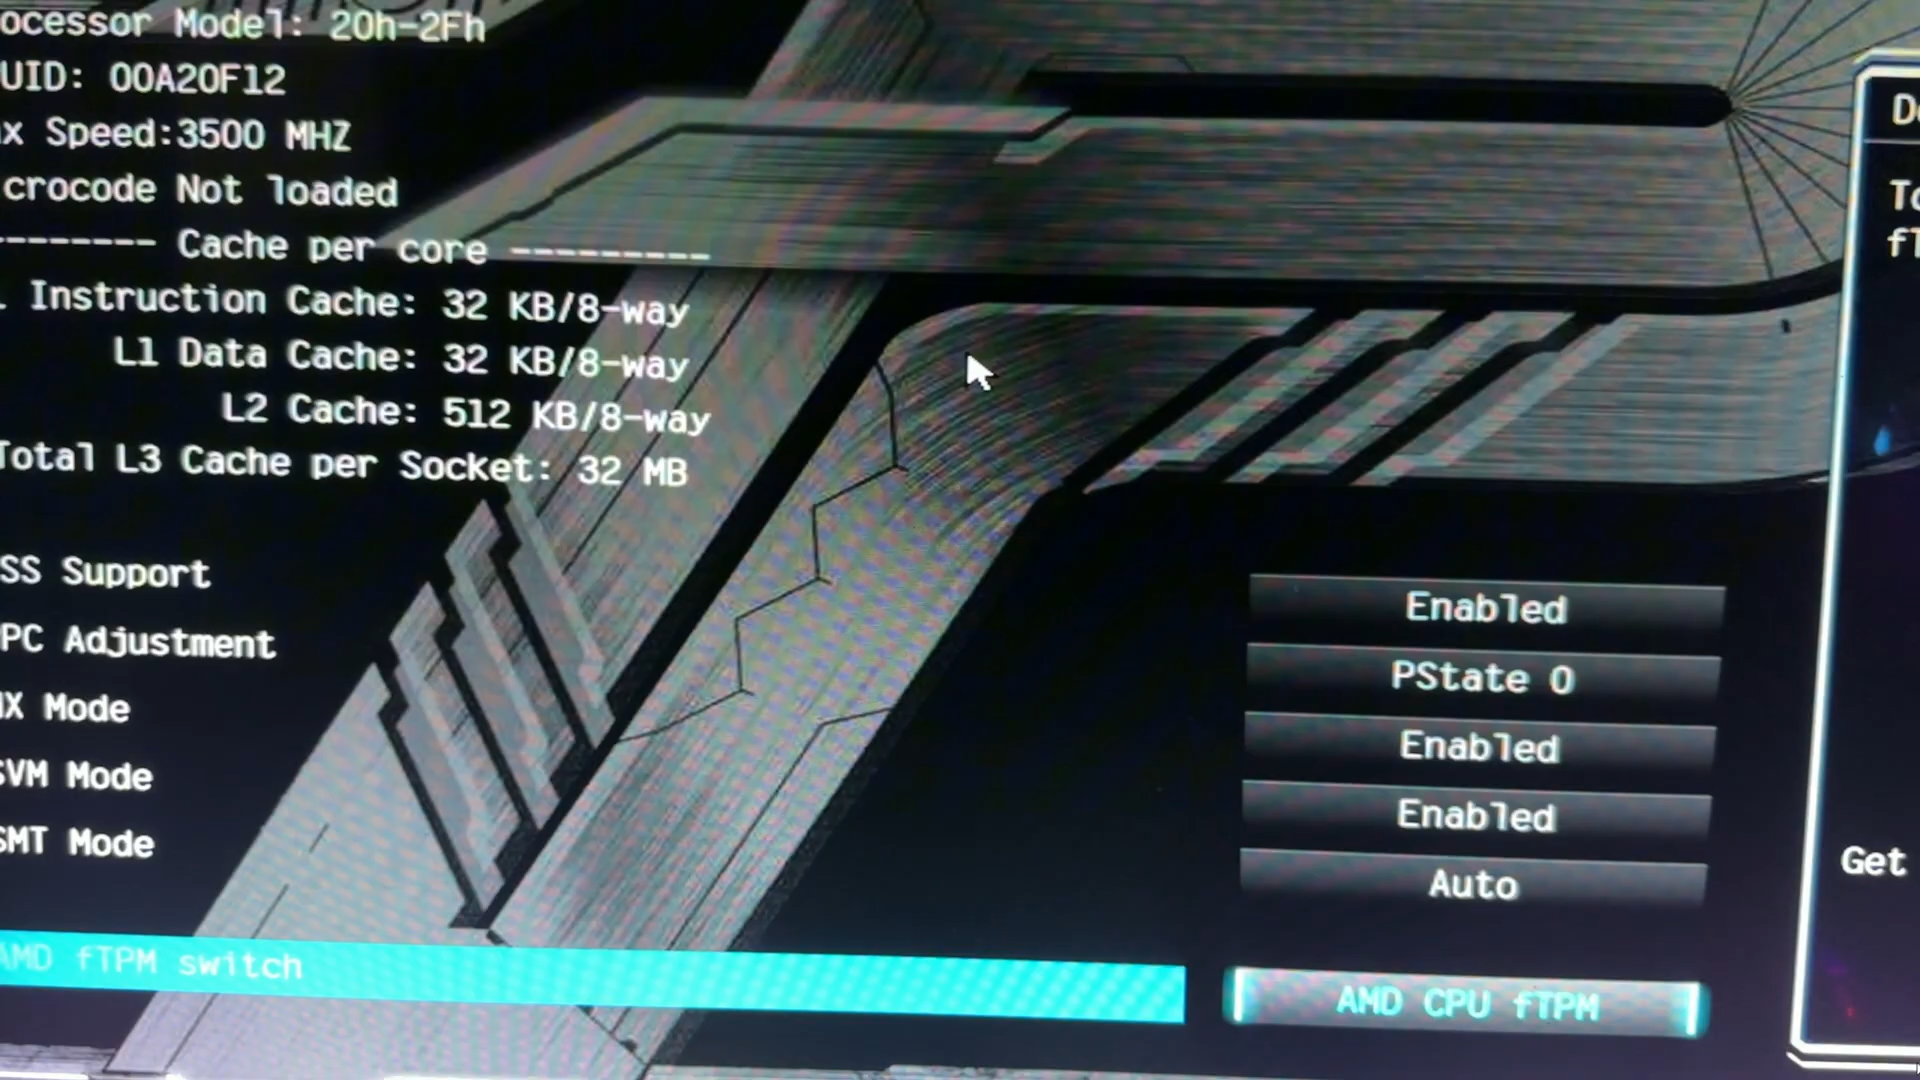 ocessor Model: 20h-2Fh
UID: 00A20F12
x Speed:3500 MHZ
crocode Not loaded
-------- Cache per core ---------
Instruction Cache: 32 KB/8-way
L1 Data Cache: 32 KB/8-way
L2 Cache: 512 KB/8-way
Total L3 Cache per Socket: 32 MB
SS Support
Enabled
PC Adjustment
PState 0
X Mode
Enabled
SVM Mode
Enabled
SMT Mode
Auto
AMD fTPM switch
AMD CPU fTPM
Get